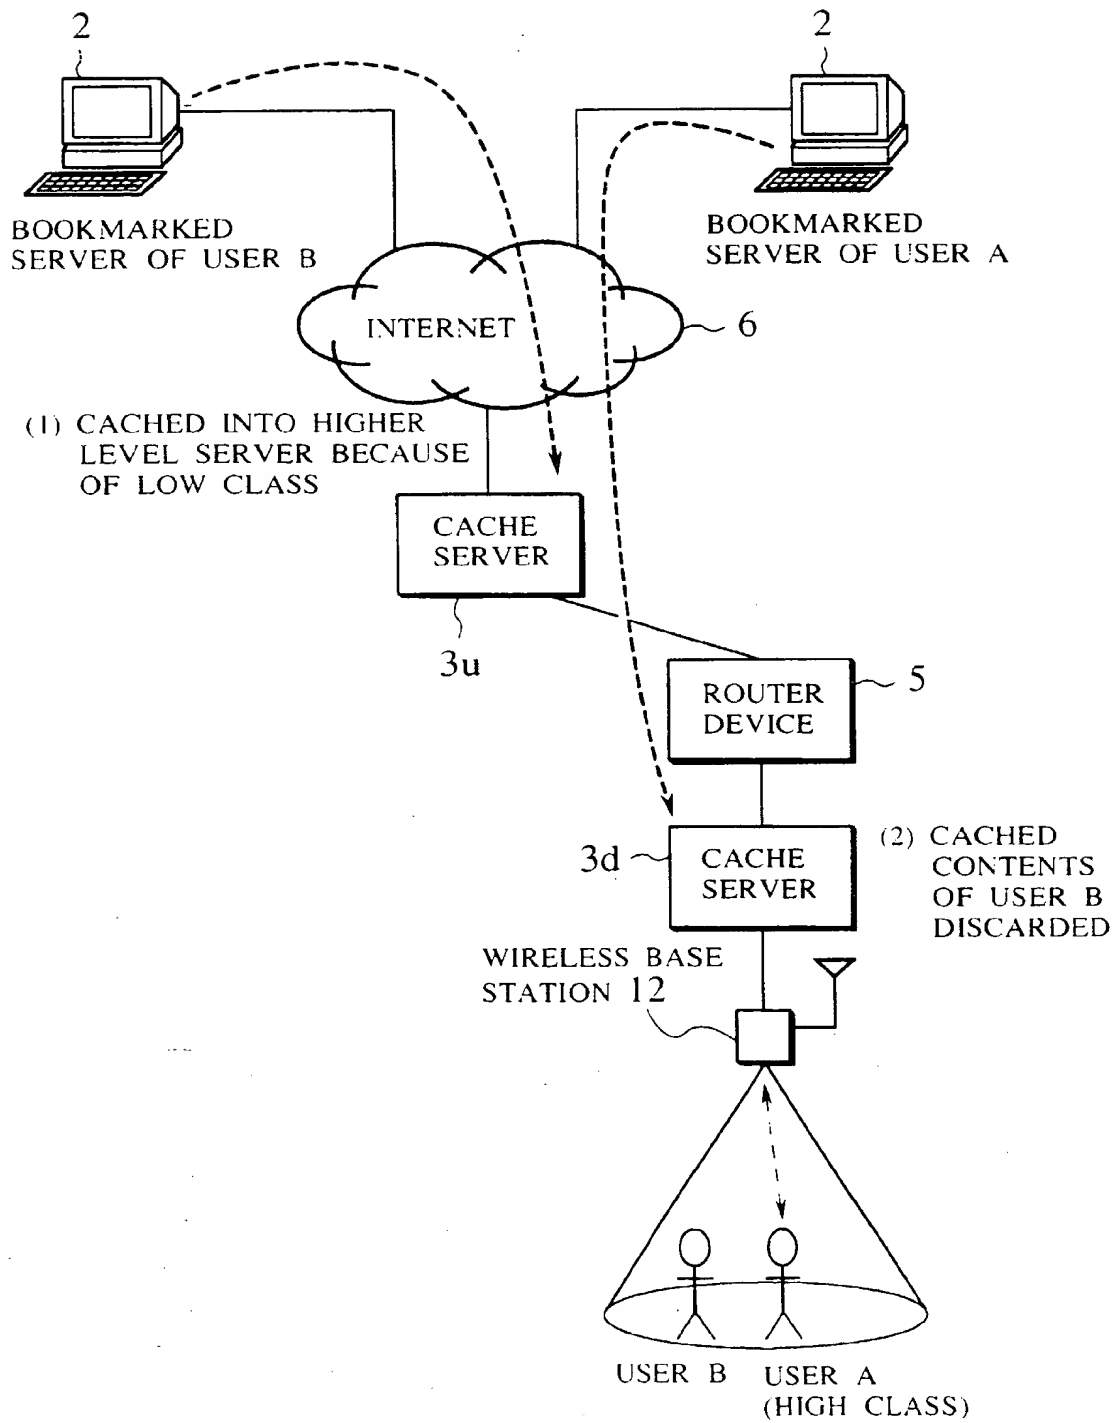 2
2
BOOKMARKED
SERVER OF USER B
BOOKMARKED
SERVER OF USER A
INTERNET
6
(1) CACHED INTO HIGHER
LEVEL SERVER BECAUSE
OF LOW CLASS
CACHE
SERVER
3u
ROUTER
DEVICE
5
3d
CACHE
SERVER
(2) CACHED
CONTENTS
OF USER B
DISCARDED
WIRELESS BASE
STATION 12
USER B
USER A
(HIGH CLASS)